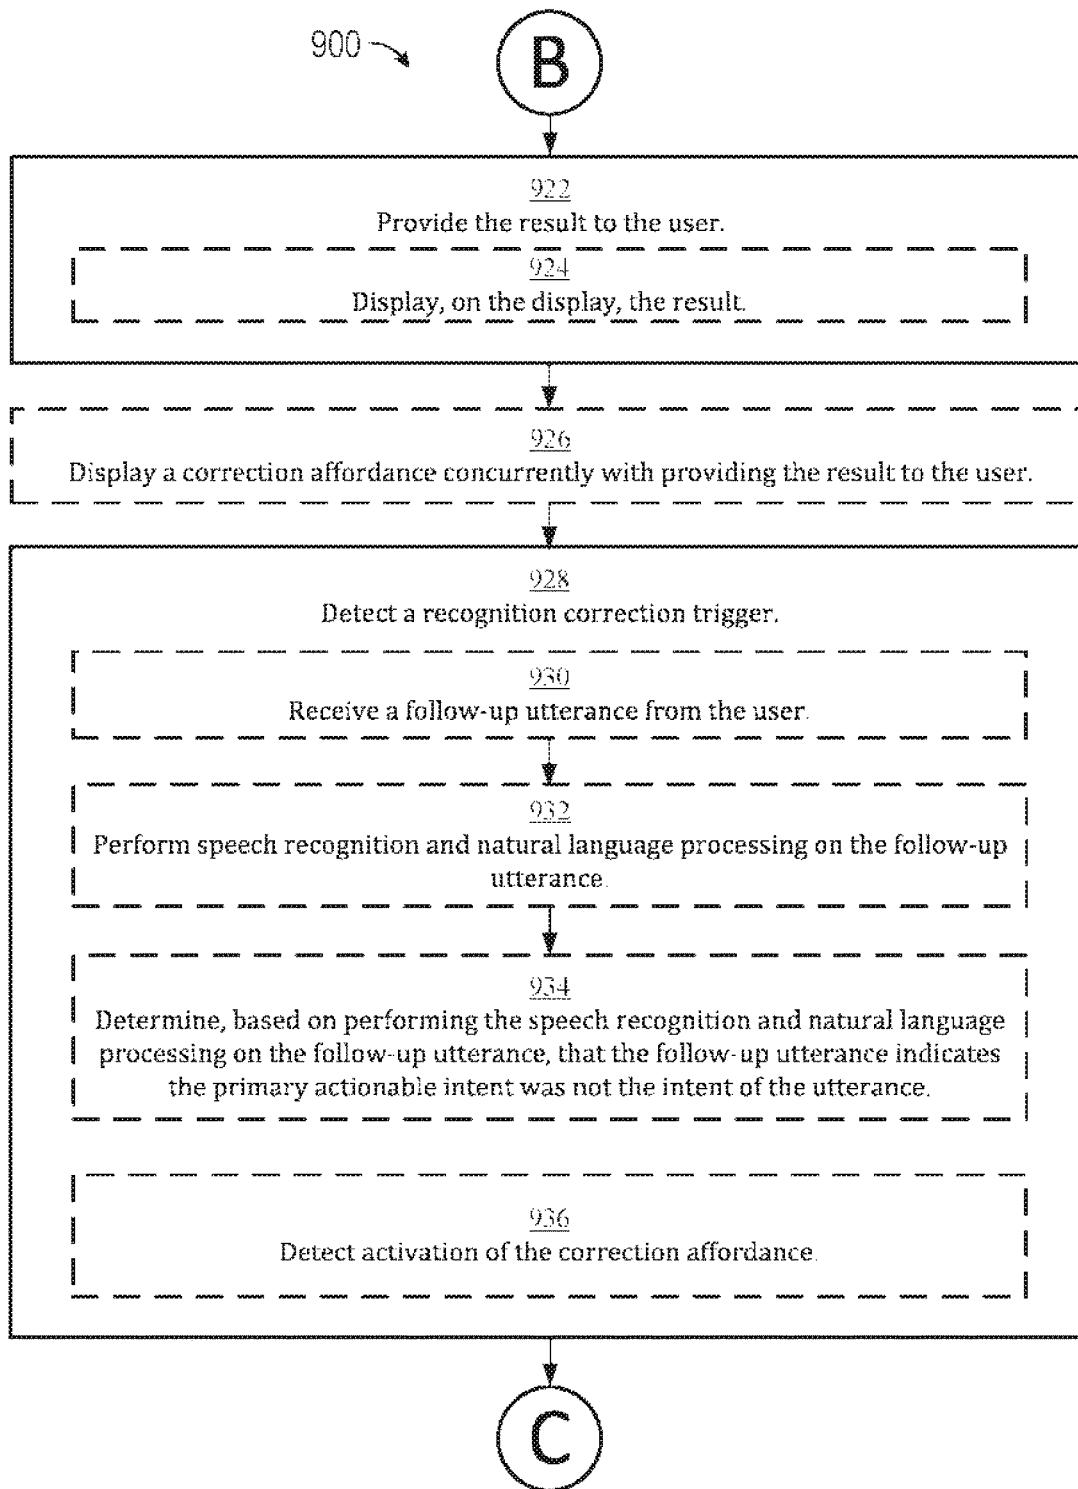 900
B
922
Provide the result to the user.
924
Display, on the display, the result.
926
Display a correction affordance concurrently with providing the result to the user.
928
Detect a recognition correction trigger.
930
Receive a follow-up utterance from the user.
932
Perform speech recognition and natural language processing on the follow-up
utterance.
934
Determine, based on performing the speech recognition and natural language
processing on the follow-up utterance, that the follow-up utterance indicates
the primary actionable intent was not the intent of the utterance.
936
Detect activation of the correction affordance.
C